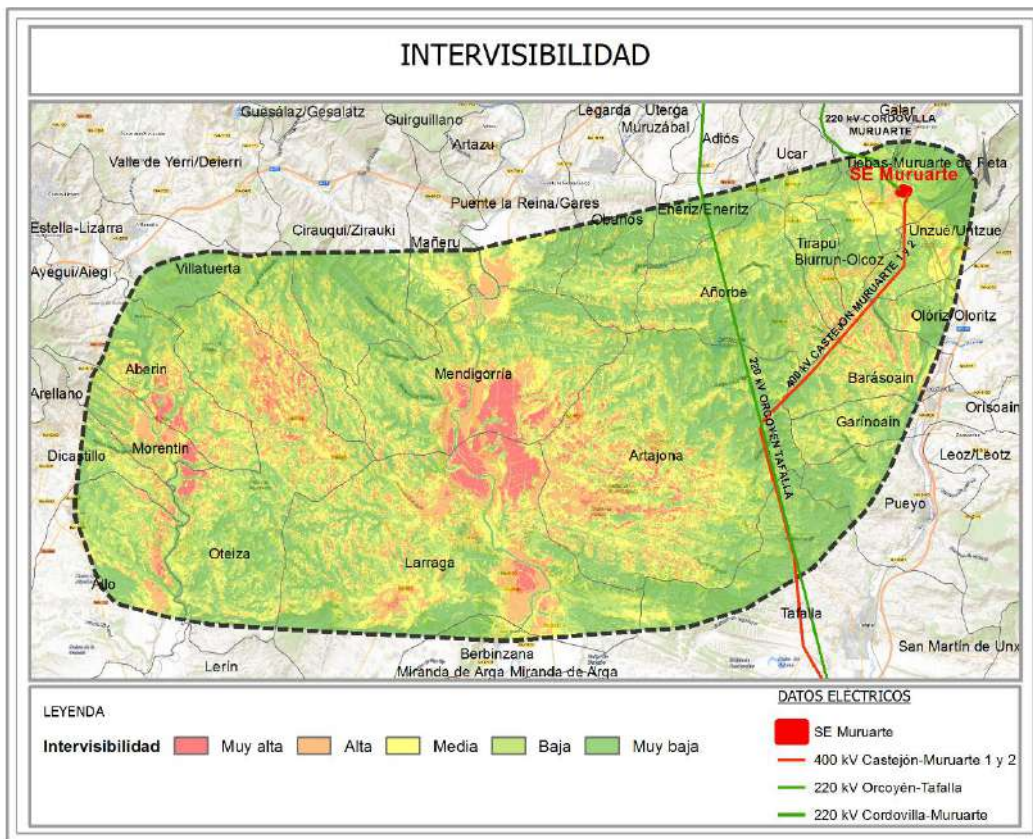 INTERVISIBILIDAD
Guesálaz/Gesalatz
Guirguillano
Legarda
Uterga
Galar
Muruzábal
Adiós
220 kV-CORDOVILLA
MURUARTE
Artazu
Ucar
Valle de Yerri/Deierri
Tiebas-Muruarte de Reta
SE Muruarte
Puente la Reina/Gares
Obanos
Eneriz/Eneritz
Estella-Lizarra
Cirauqui/Zirauki
Mañeru
Unzué/Untzue
Tirapu
Biurrun-Olcoz
Ayegui/Aiegi
Villatuerta
Añorbe
400 kV CASTEJÓN MURUARTE 1 y 2
Olóriz/Oloritz
Aberin
Mendigorria
Barásoain
Arellano
220 kV ORCOYEN TAFALLA
Orisoain
Garínoain
Morentin
Artajona
Dicastillo
Leoz/Leotz
Pueyo
Oteiza
Larraga
Allo
Tafalla
San Martín de Unx
Lerín
Berbinzana
Miranda de Arga Miranda de Arga
LEYENDA
Intervisibilidad Muy alta Alta Media Baja Muy baja
DATOS ELÉCTRICOS
SE Muruarte
400 kV Castejón-Muruarte 1 y 2
220 kV Orcoyén-Tafalla
220 kV Cordovilla-Muruarte